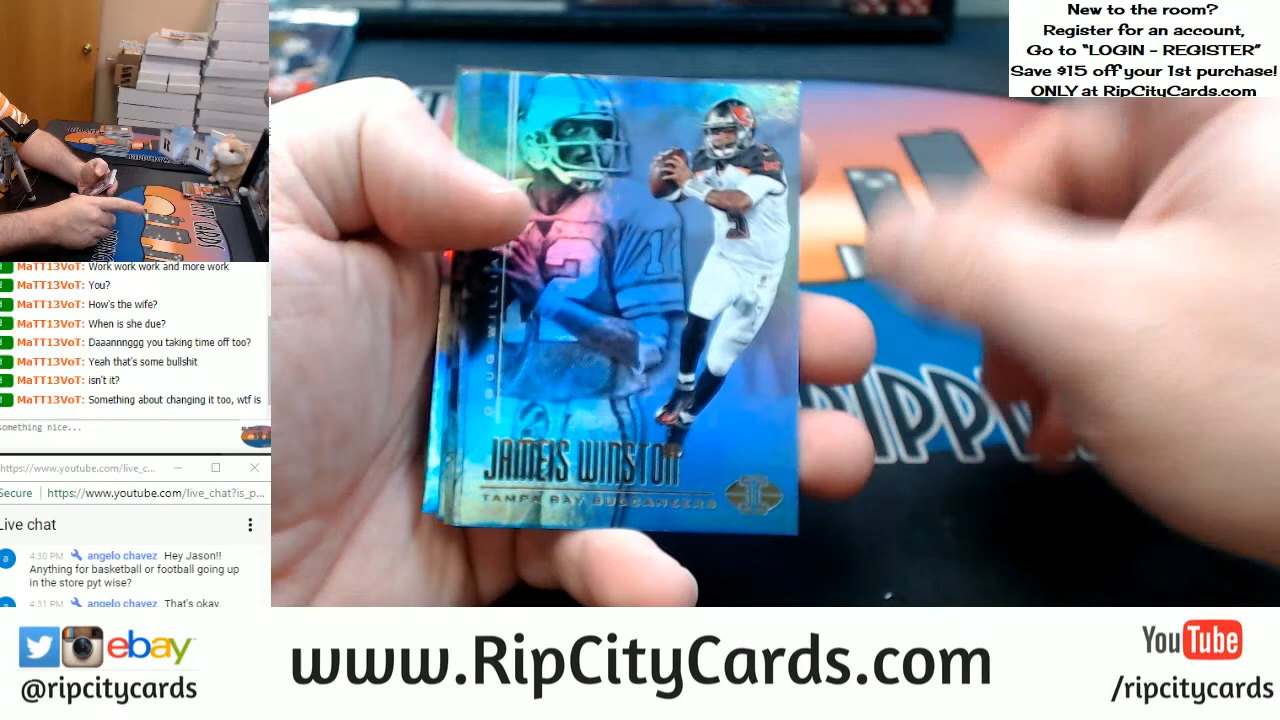 New to the room?
Register for an account,
Go to “LOGIN - REGISTER”
Save $15 off your 1st purchase!
ONLY at RipCityCards.com
MaTT13VoT: Work work work and more work
MaTT13VoT: You?
MaTT13VoT: How's the wife?
MaTT13VoT: When is she due?
MaTT13VoT: Daaannnggg you taking time off too?
MaTT13VoT: Yeah that's some bullshit
MaTT13VoT: isn't it?
MaTT13VoT: Something about changing it too, wtf is
something nice...
https://www.youtube.com/live_c...
Secure https://www.youtube.com/live_chat?is_p...
Live chat
a 4:30 PM angelo chavez Hey Jason!!
Anything for basketball or football going up
in the store pyt wise?
a 4:31 PM angelo chavez That's okay,
DOUG WILLIA
JAMEIS WINSTON
TAMPA BAY BUCCANEERS
RIPP
CARDS
ebay
@ripcitycards
www.RipCityCards.com
YouTube
/ripcitycards